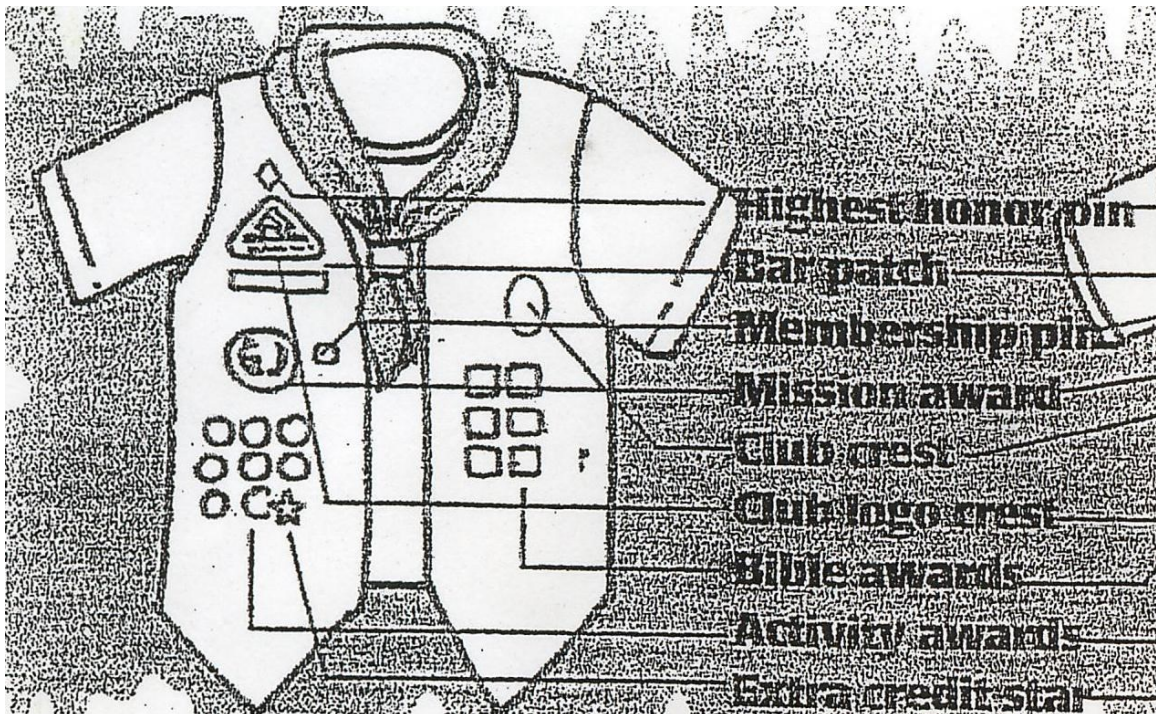 Highest honor pin
Bar patch
Membership pin
Mission award
Club crest
Club logo crest
Bible awards
Activity awards
Extra credit star